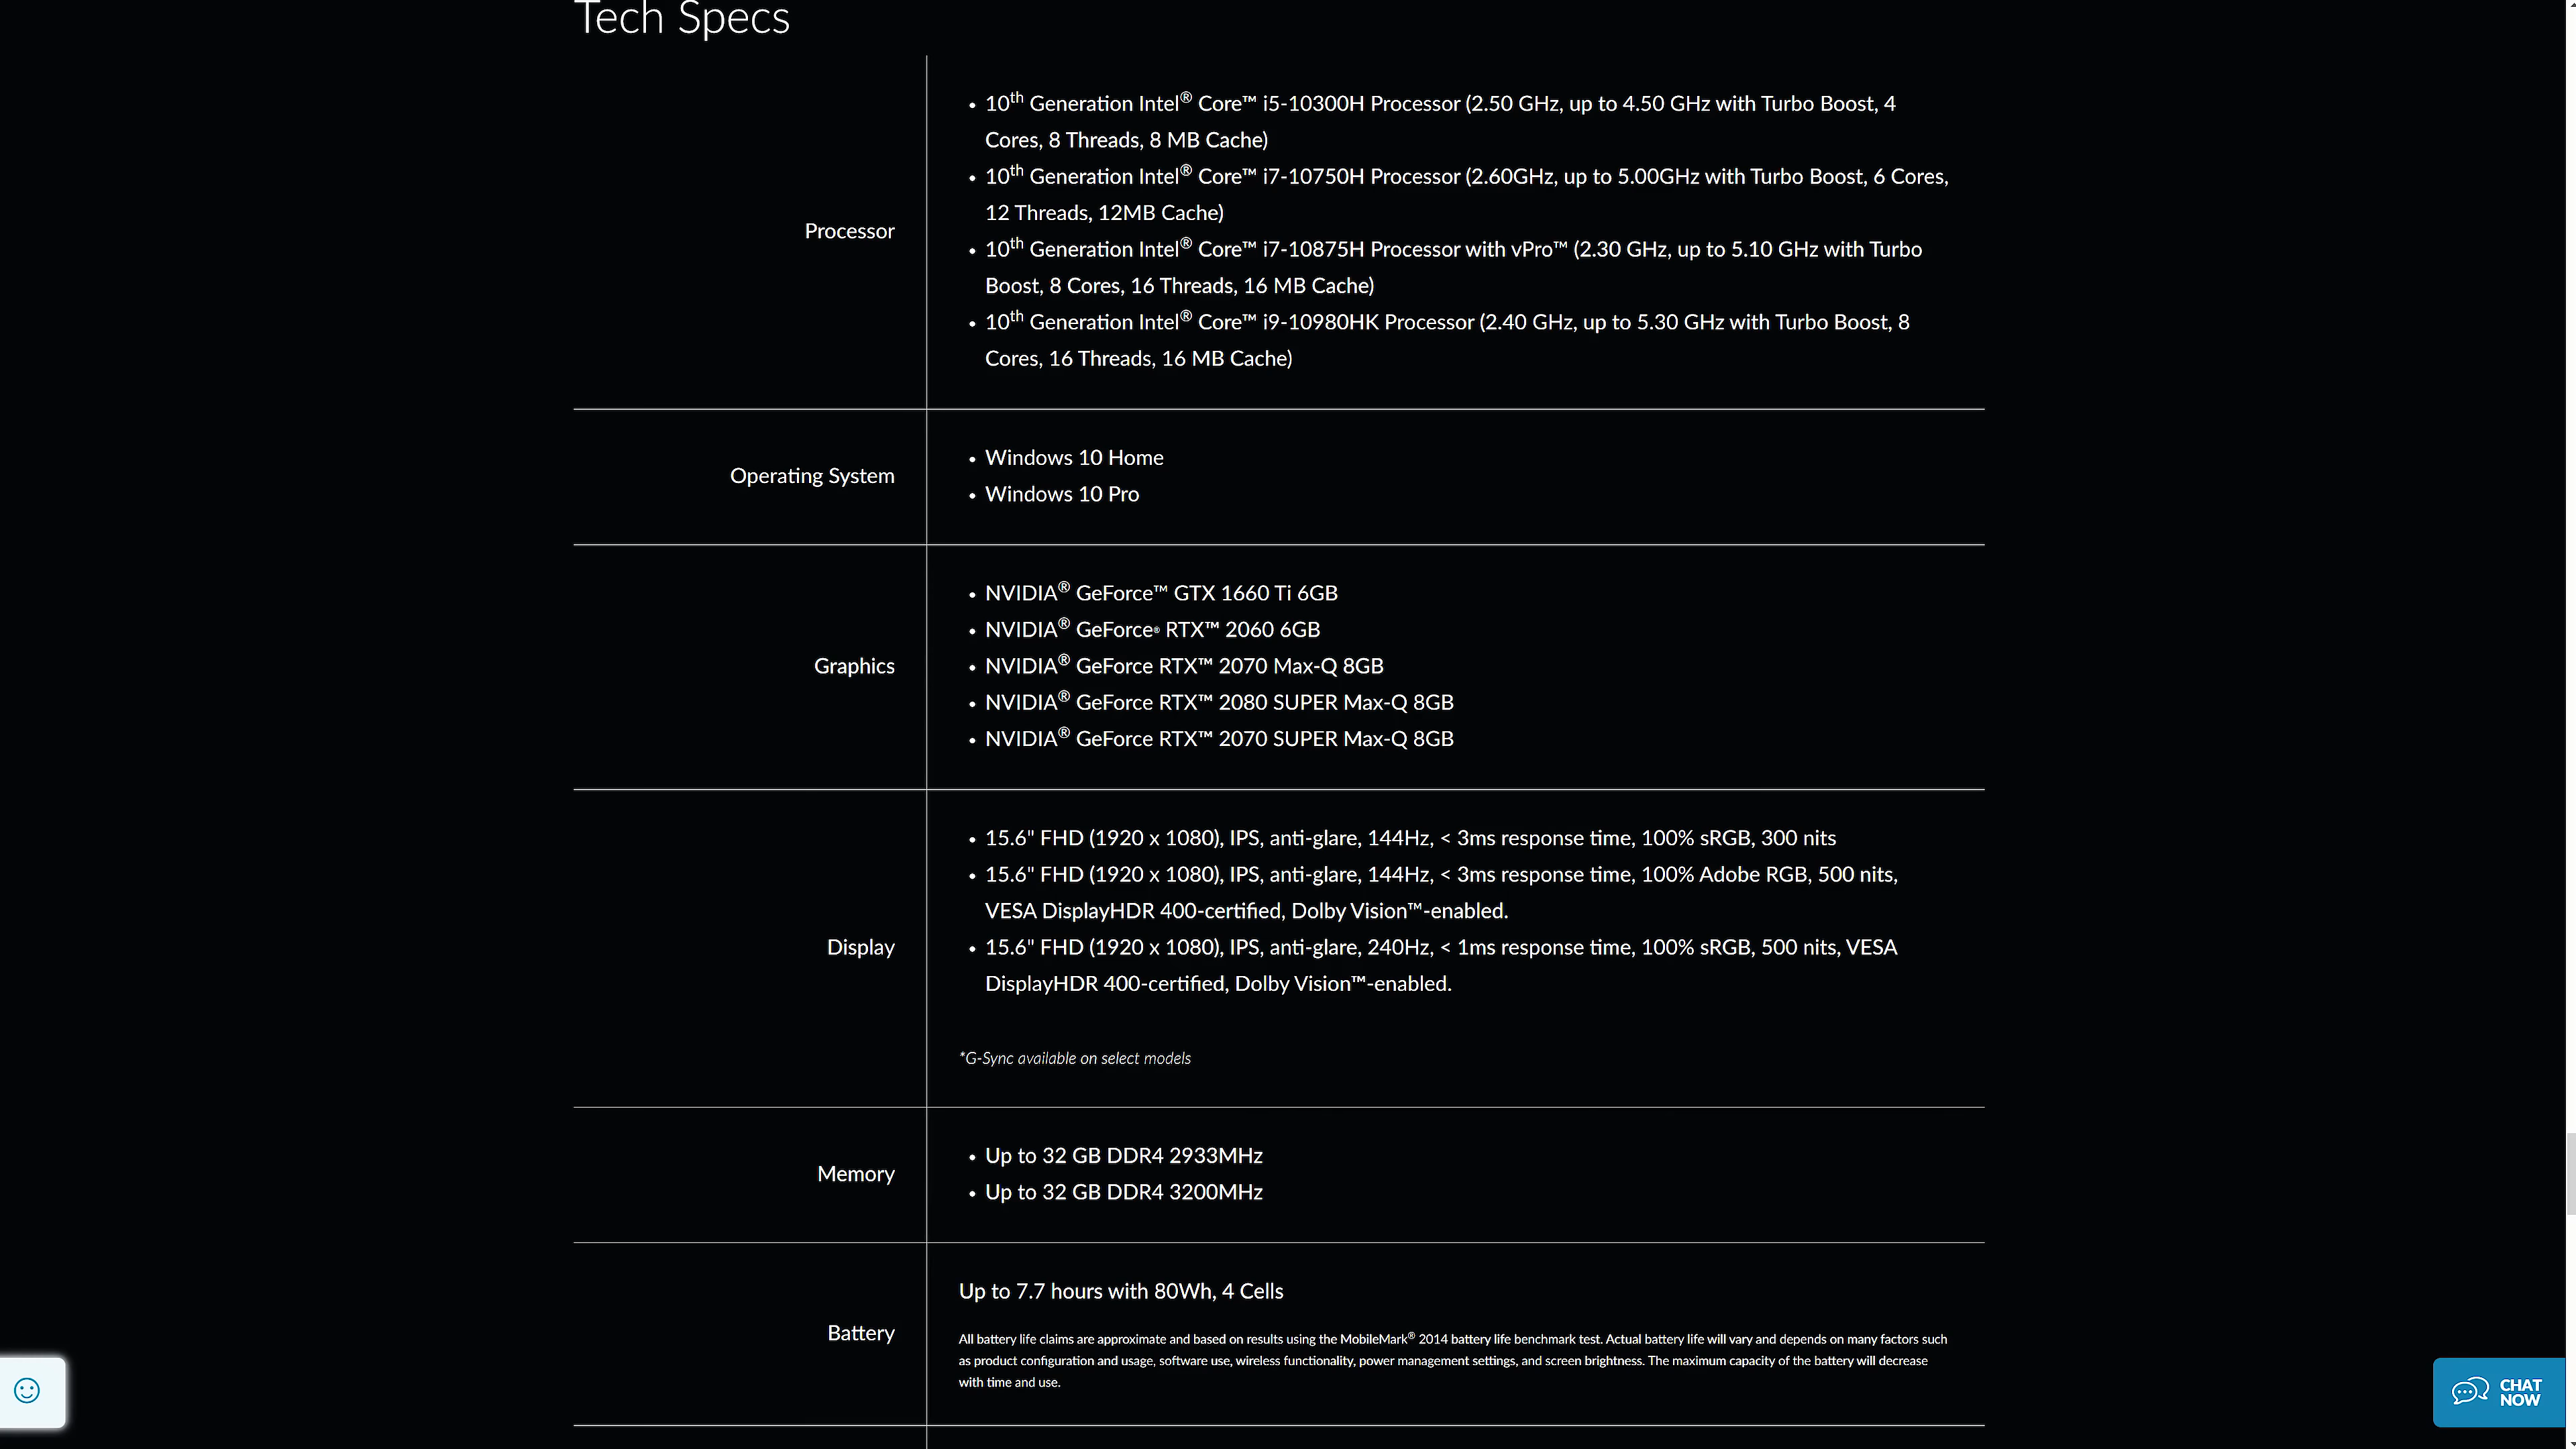 Tech Specs
Processor
• 10th Generation Intel® Core™ i5-10300H Processor (2.50 GHz, up to 4.50 GHz with Turbo Boost, 4
Cores, 8 Threads, 8 MB Cache)
• 10th Generation Intel® Core™ i7-10750H Processor (2.60GHz, up to 5.00GHz with Turbo Boost, 6 Cores,
12 Threads, 12MB Cache)
• 10th Generation Intel® Core™ i7-10875H Processor with vPro™ (2.30 GHz, up to 5.10 GHz with Turbo
Boost, 8 Cores, 16 Threads, 16 MB Cache)
• 10th Generation Intel® Core™ i9-10980HK Processor (2.40 GHz, up to 5.30 GHz with Turbo Boost, 8
Cores, 16 Threads, 16 MB Cache)
Operating System
• Windows 10 Home
• Windows 10 Pro
Graphics
• NVIDIA® GeForce™ GTX 1660 Ti 6GB
• NVIDIA® GeForce® RTX™ 2060 6GB
• NVIDIA® GeForce RTX™ 2070 Max-Q 8GB
• NVIDIA® GeForce RTX™ 2080 SUPER Max-Q 8GB
• NVIDIA® GeForce RTX™ 2070 SUPER Max-Q 8GB
Display
• 15.6" FHD (1920 x 1080), IPS, anti-glare, 144Hz, < 3ms response time, 100% sRGB, 300 nits
• 15.6" FHD (1920 x 1080), IPS, anti-glare, 144Hz, < 3ms response time, 100% Adobe RGB, 500 nits,
VESA DisplayHDR 400-certified, Dolby Vision™-enabled.
• 15.6" FHD (1920 x 1080), IPS, anti-glare, 240Hz, < 1ms response time, 100% sRGB, 500 nits, VESA
DisplayHDR 400-certified, Dolby Vision™-enabled.
*G-Sync available on select models
Memory
• Up to 32 GB DDR4 2933MHz
• Up to 32 GB DDR4 3200MHz
Battery
Up to 7.7 hours with 80Wh, 4 Cells
All battery life claims are approximate and based on results using the MobileMark® 2014 battery life benchmark test. Actual battery life will vary and depends on many factors such
as product configuration and usage, software use, wireless functionality, power management settings, and screen brightness. The maximum capacity of the battery will decrease
with time and use.
CHAT
NOW